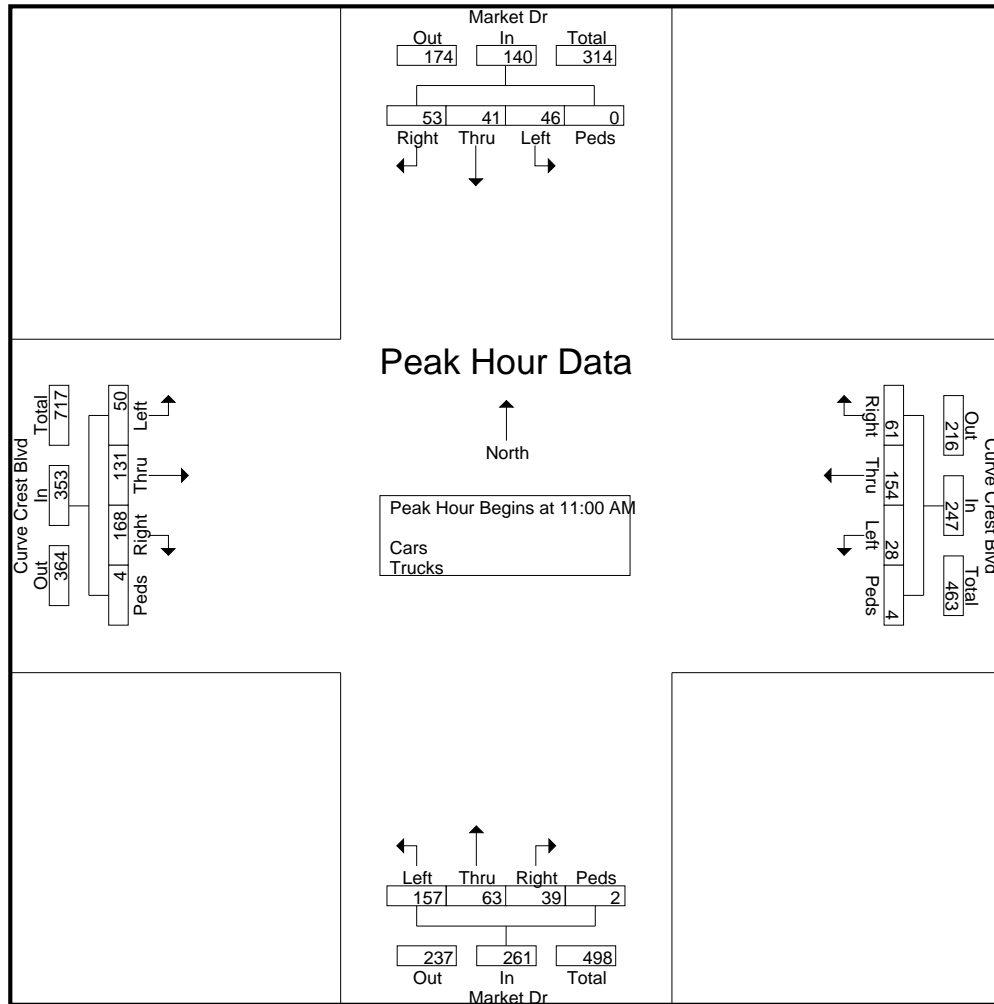 Market Dr
Out In Total
174 140 314
53 41 46 0
Right Thru Left Peds
Peak Hour Data
North
Peak Hour Begins at 11:00 AM
Cars
Trucks
Curve Crest Blvd
Out In Total
364 353 717
50 131 168 4
Left Thru Right Peds
Curve Crest Blvd
Out In Total
216 247 463
61 154 28 4
Right Thru Left Peds
Left Thru Right Peds
157 63 39 2
237 261 498
Out In Total
Market Dr